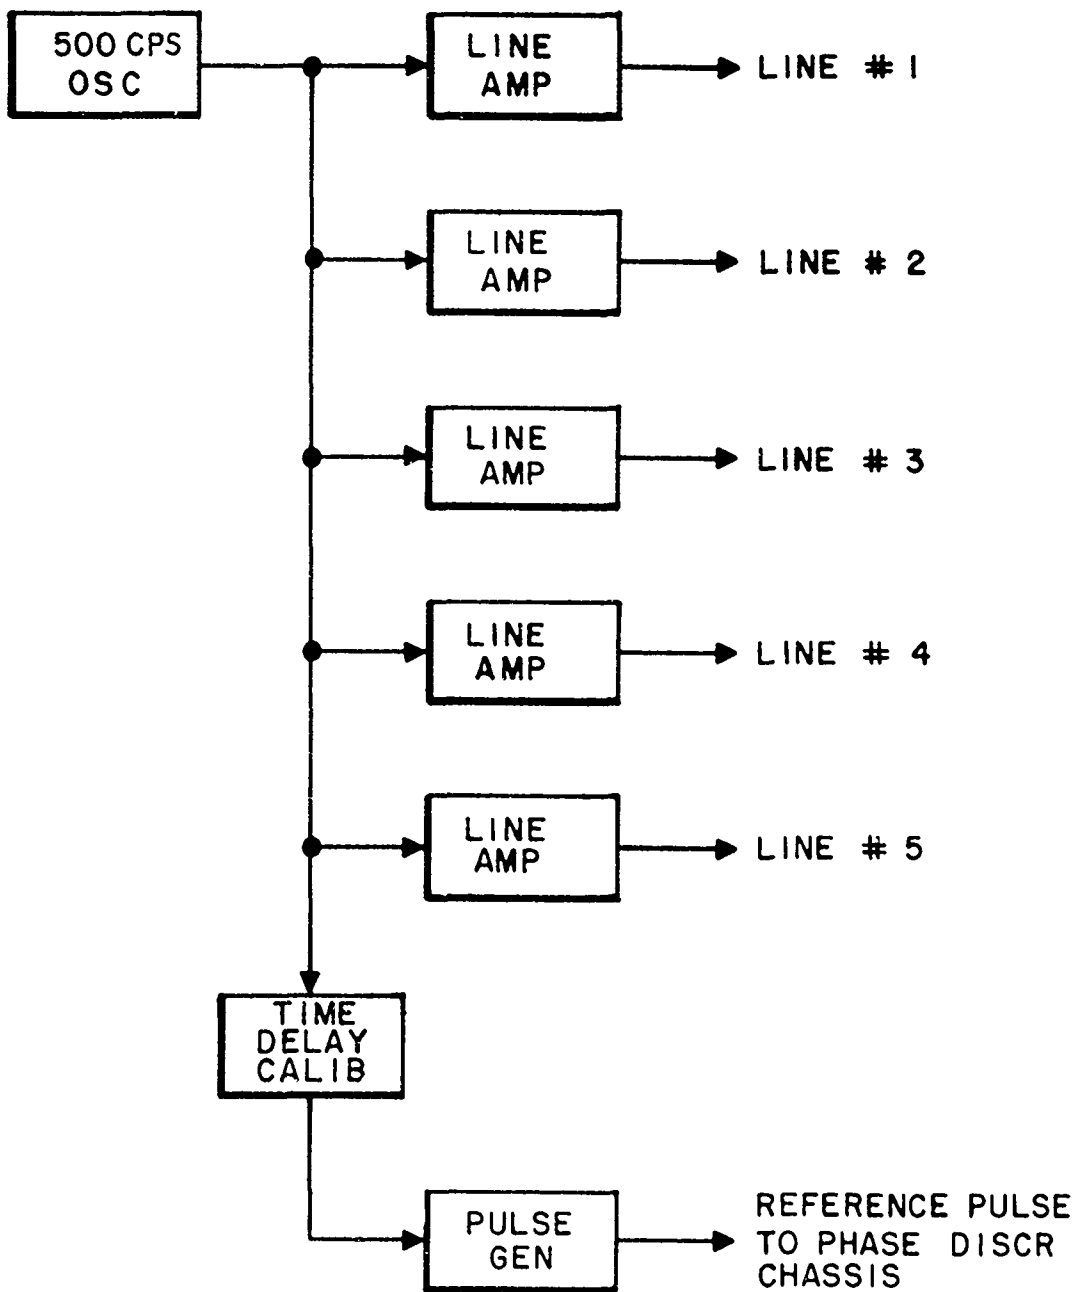 500 CPS
OSC
LINE
AMP
LINE # 1
LINE
AMP
LINE # 2
LINE
AMP
LINE # 3
LINE
AMP
LINE # 4
LINE
AMP
LINE # 5
TIME
DELAY
CALIB
PULSE
GEN
REFERENCE PULSE
TO PHASE DISCR
CHASSIS